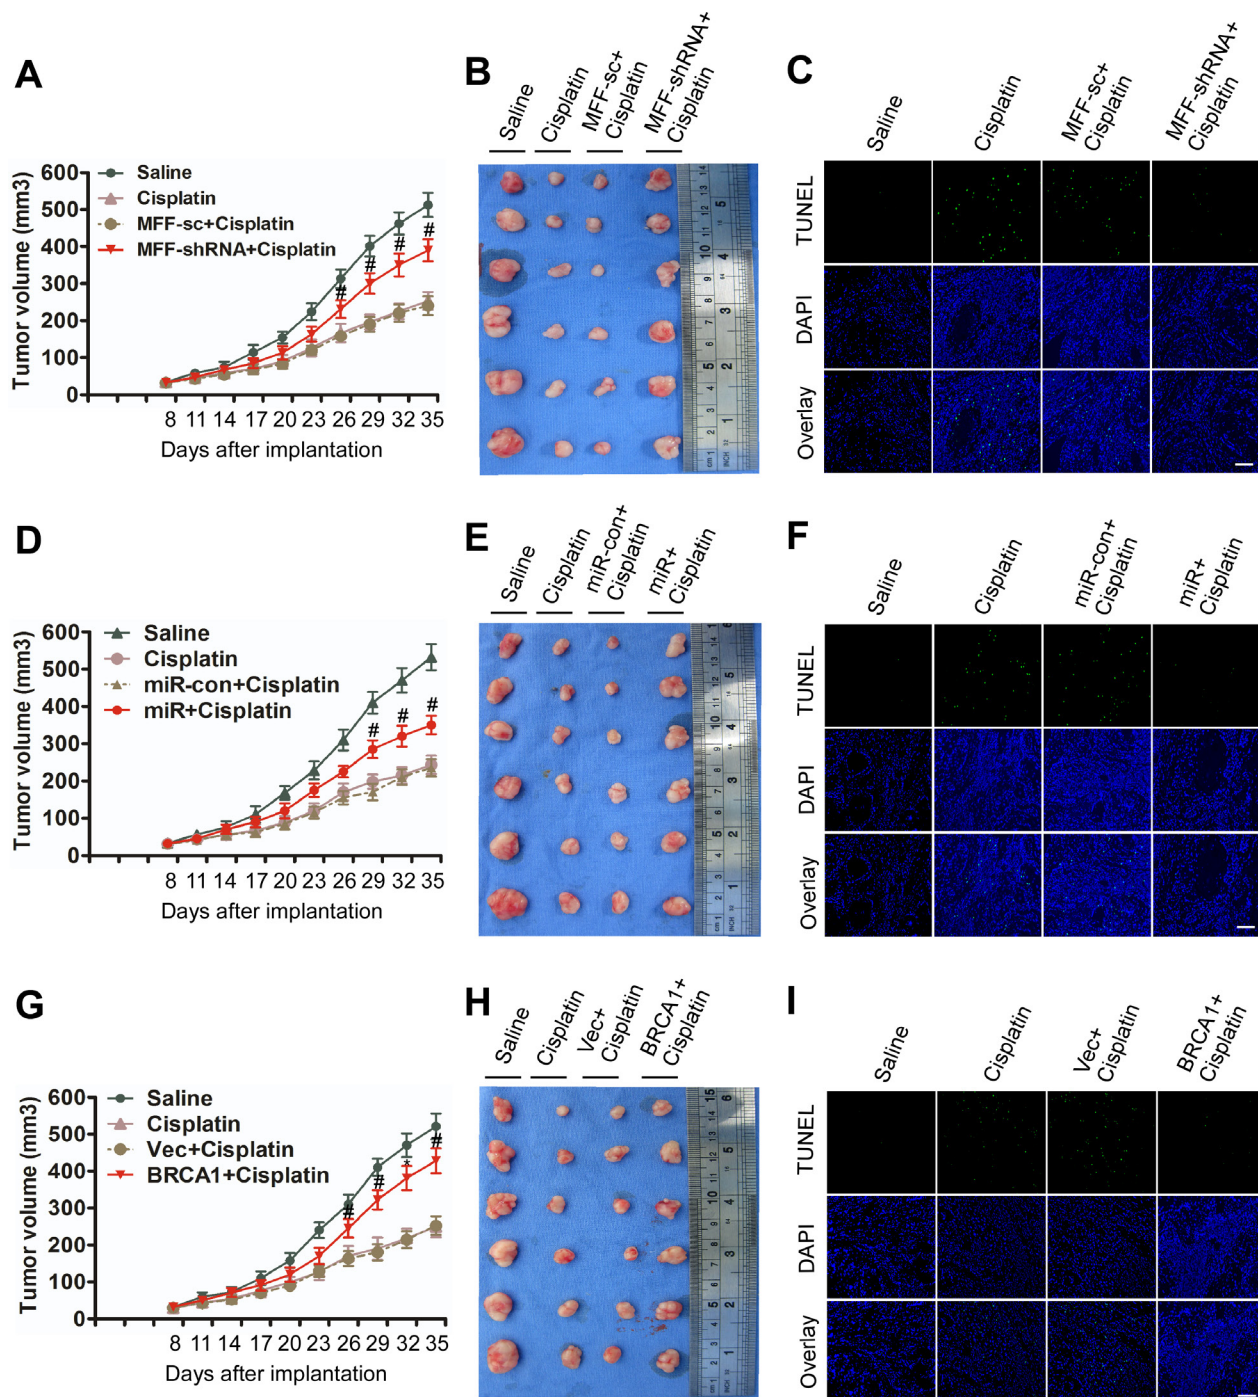 A
Saline
Cisplatin
MFF-sc+Cisplatin
MFF-shRNA+Cisplatin
Tumor volume (mm3)
600
500
400
300
200
100
0
# # # #
8 11 14 17 20 23 26 29 32 35
Days after implantation
B
Saline
Cisplatin
MFF-sc+
Cisplatin
MFF-shRNA+
Cisplatin
C
Saline
Cisplatin
MFF-sc+
Cisplatin
MFF-shRNA+
Cisplatin
TUNEL
DAPI
Overlay
D
Saline
Cisplatin
miR-con+Cisplatin
miR+Cisplatin
Tumor volume (mm3)
600
500
400
300
200
100
0
# # #
8 11 14 17 20 23 26 29 32 35
Days after implantation
E
Saline
Cisplatin
miR-con+
Cisplatin
miR+
Cisplatin
F
Saline
Cisplatin
miR-con+
Cisplatin
miR+
Cisplatin
TUNEL
DAPI
Overlay
G
Saline
Cisplatin
Vec+Cisplatin
BRCA1+Cisplatin
Tumor volume (mm3)
600
500
400
300
200
100
0
# # * #
8 11 14 17 20 23 26 29 32 35
Days after implantation
H
Saline
Cisplatin
Vec+
Cisplatin
BRCA1+
Cisplatin
I
Saline
Cisplatin
Vec+
Cisplatin
BRCA1+
Cisplatin
TUNEL
DAPI
Overlay